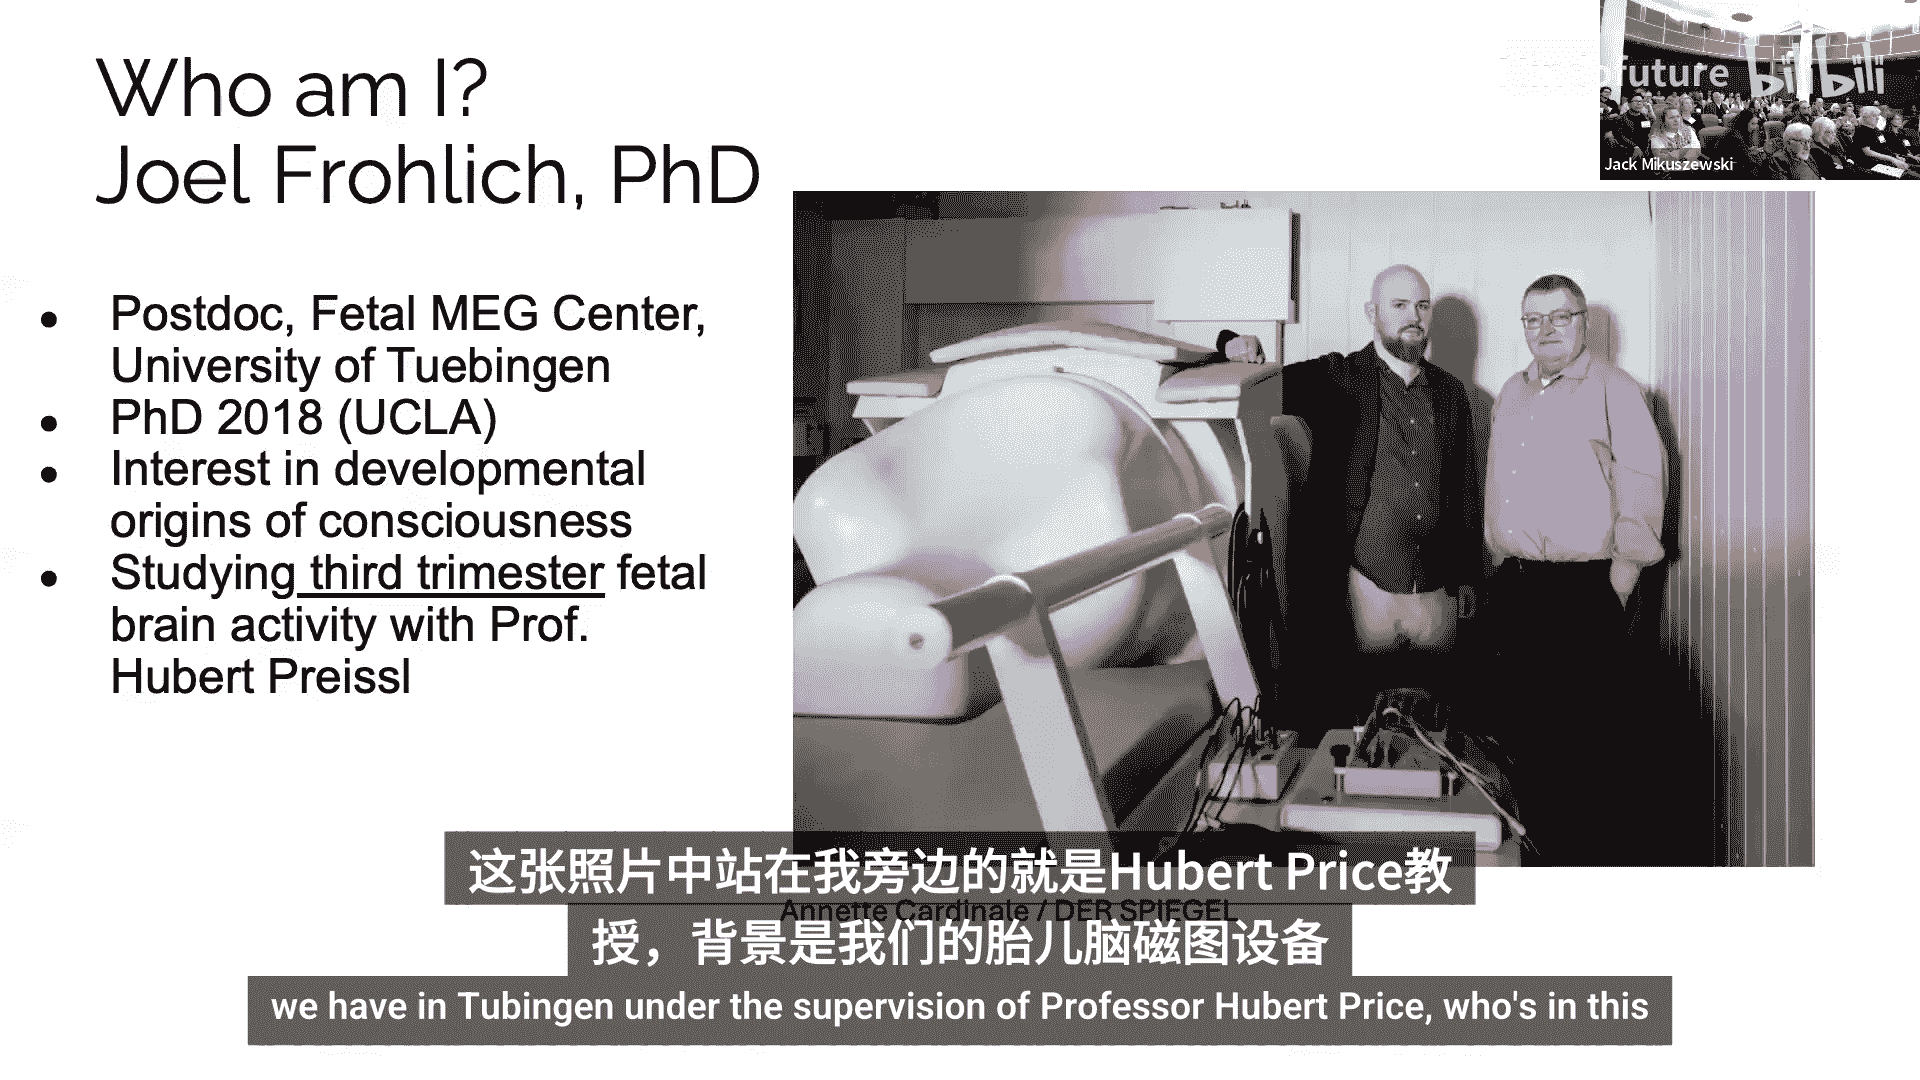 Who am I?
Joel Frohlich, PhD
future
bilibili
Jack Mikuszewski
Postdoc, Fetal MEG Center,
University of Tuebingen
PhD 2018 (UCLA)
Interest in developmental
origins of consciousness
Studying third trimester fetal
brain activity with Prof.
Hubert Preissl
这张照片中站在我旁边的就是Hubert Price教
Annette Cardinale / DER SPIEGEL
授，背景是我们的胎儿脑磁图设备
we have in Tubingen under the supervision of Professor Hubert Price, who's in this